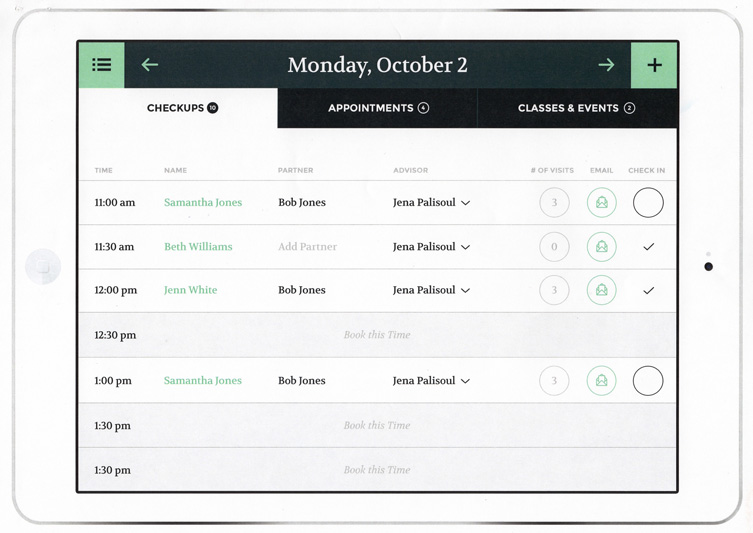 Monday, October 2
CHECKUPS 10 APPOINTMENTS 4 CLASSES & EVENTS 2
TIME NAME PARTNER ADVISOR # OF VISITS EMAIL CHECK IN
11:00 am Samantha Jones Bob Jones Jena Palisoul 3
11:30 am Beth Williams Add Partner Jena Palisoul 0
12:00 pm Jenn White Bob Jones Jena Palisoul 3
12:30 pm Book this Time
1:00 pm Samantha Jones Bob Jones Jena Palisoul 3
1:30 pm Book this Time
1:30 pm Book this Time